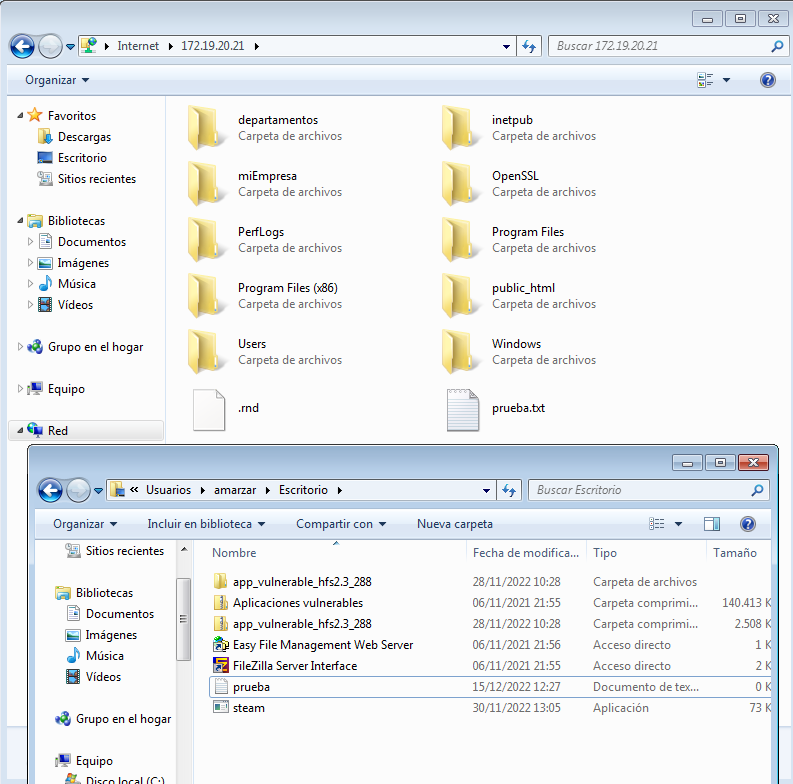 Internet 172.19.20.21
Buscar 172.19.20.21
Organizar
Favoritos
Descargas
Escritorio
Sitios recientes
Bibliotecas
Documentos
Imágenes
Música
Vídeos
Grupo en el hogar
Equipo
Red
departamentos
Carpeta de archivos
inetpub
Carpeta de archivos
miEmpresa
Carpeta de archivos
OpenSSL
Carpeta de archivos
PerfLogs
Carpeta de archivos
Program Files
Carpeta de archivos
Program Files (x86)
Carpeta de archivos
public_html
Carpeta de archivos
Users
Carpeta de archivos
Windows
Carpeta de archivos
.rnd
prueba.txt
« Usuarios amarzar Escritorio
Buscar Escritorio
Organizar Incluir en biblioteca Compartir con Nueva carpeta
Sitios recientes
Bibliotecas
Documentos
Imágenes
Música
Vídeos
Grupo en el hogar
Equipo
Disco local (C:)
Nombre Fecha de modifica... Tipo Tamaño
app_vulnerable_hfs2.3_288 28/11/2022 10:28 Carpeta de archivos
Aplicaciones vulnerables 06/11/2021 21:55 Carpeta comprimi... 140.413 K
app_vulnerable_hfs2.3_288 28/11/2022 10:28 Carpeta comprimi... 2.508 K
Easy File Management Web Server 06/11/2021 21:56 Acceso directo 1 K
FileZilla Server Interface 06/11/2021 21:55 Acceso directo 2 K
prueba 15/12/2022 12:27 Documento de tex... 0 K
steam 30/11/2022 13:05 Aplicación 73 K